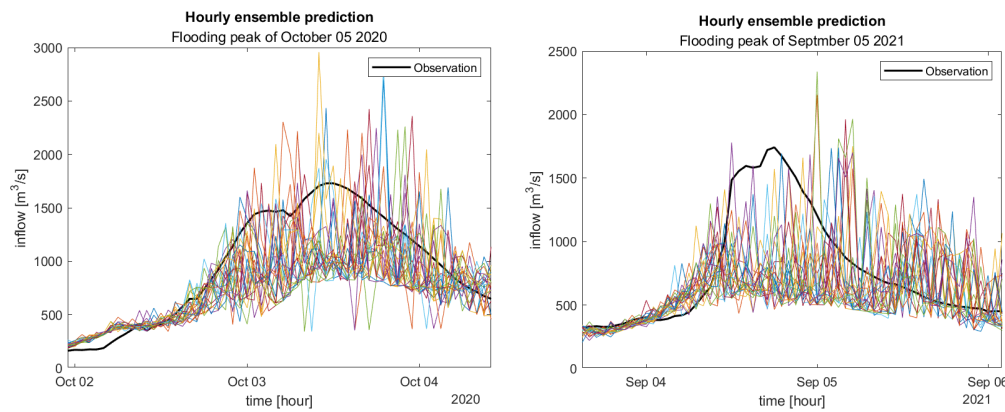 Hourly ensemble prediction
Flooding peak of October 05 2020
3000
2500
2000
1500
1000
500
0
inflow [m³/s]
Observation
Oct 02
Oct 03
Oct 04
time [hour]
2020
Hourly ensemble prediction
Flooding peak of Septmber 05 2021
2500
2000
1500
1000
500
0
inflow [m³/s]
Observation
Sep 04
Sep 05
Sep 06
time [hour]
2021